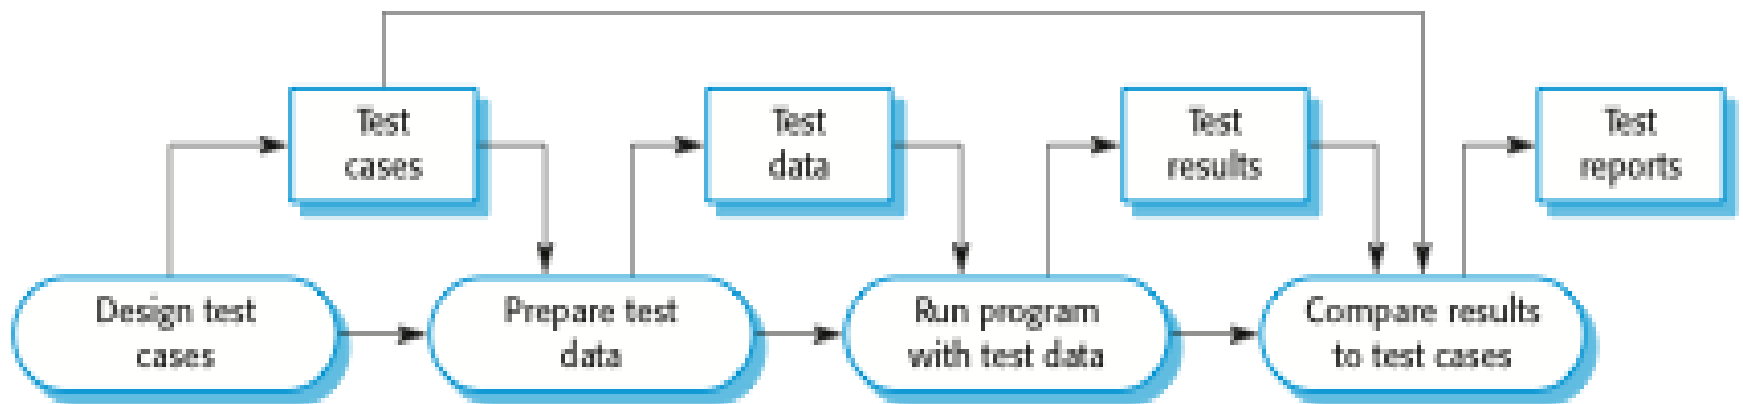 Test
cases
Test
data
Test
results
Test
reports
Design test
cases
Prepare test
data
Run program
with test data
Compare results
to test cases